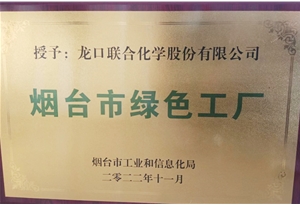 授予：龙口联合化学股份有限公司
烟台市绿色工厂
烟台市工业和信息化局
二零二二年十一月